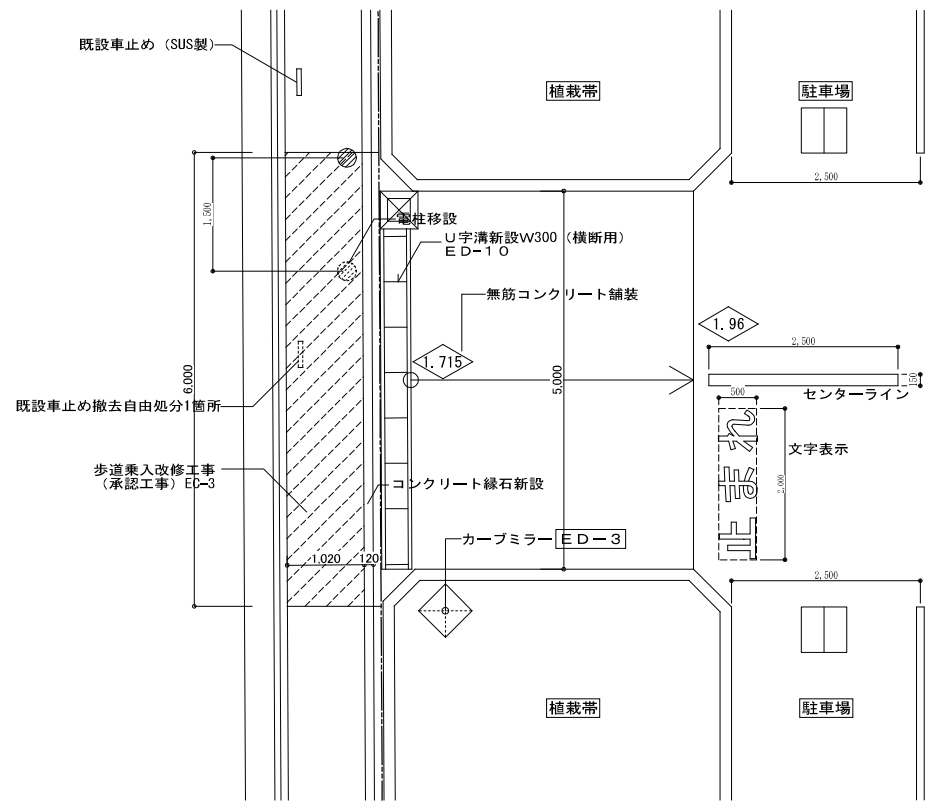 既設車止め（SUS製）
植栽帯
駐車場
2,500
6,000
1,500
電柱移設
U字溝新設W300（横断用）
ED-10
無筋コンクリート舗装
1.96
1.715
2,500
150
5,000
センターライン
500
既設車止め撤去自由処分1箇所
文字表示
2,000
止まれ
歩道乗入改修工事
（承認工事）EC-3
コンクリート縁石新設
カーブミラー ED-3
1,020
120
2,500
植栽帯
駐車場